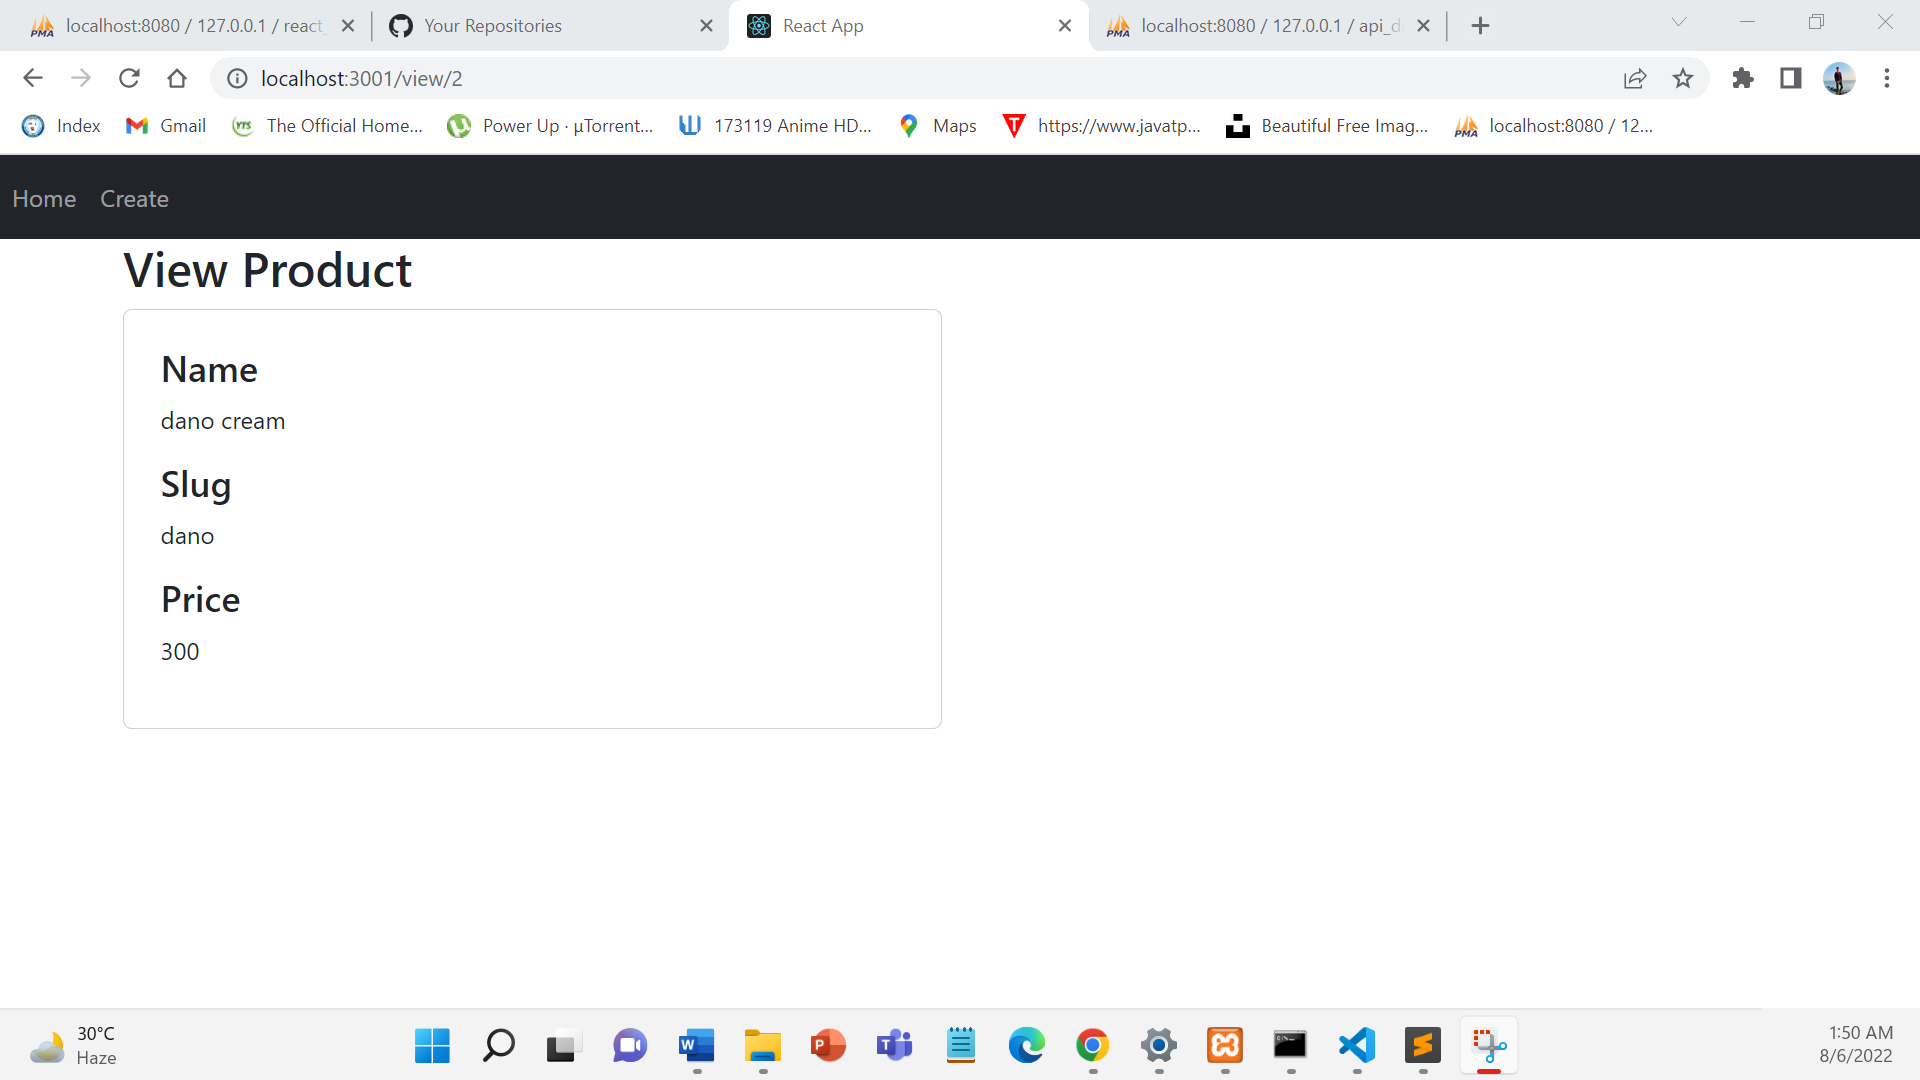 localhost:8080 / 127.0.0.1 / react_
Your Repositories
React App
localhost:8080 / 127.0.0.1 / api_de
localhost:3001/view/2
Index
Gmail
The Official Home...
Power Up · µTorrent...
173119 Anime HD...
Maps
https://www.javatp...
Beautiful Free Imag...
localhost:8080 / 12...
Home Create
View Product
Name
dano cream
Slug
dano
Price
300
30°C
Haze
1:50 AM
8/6/2022